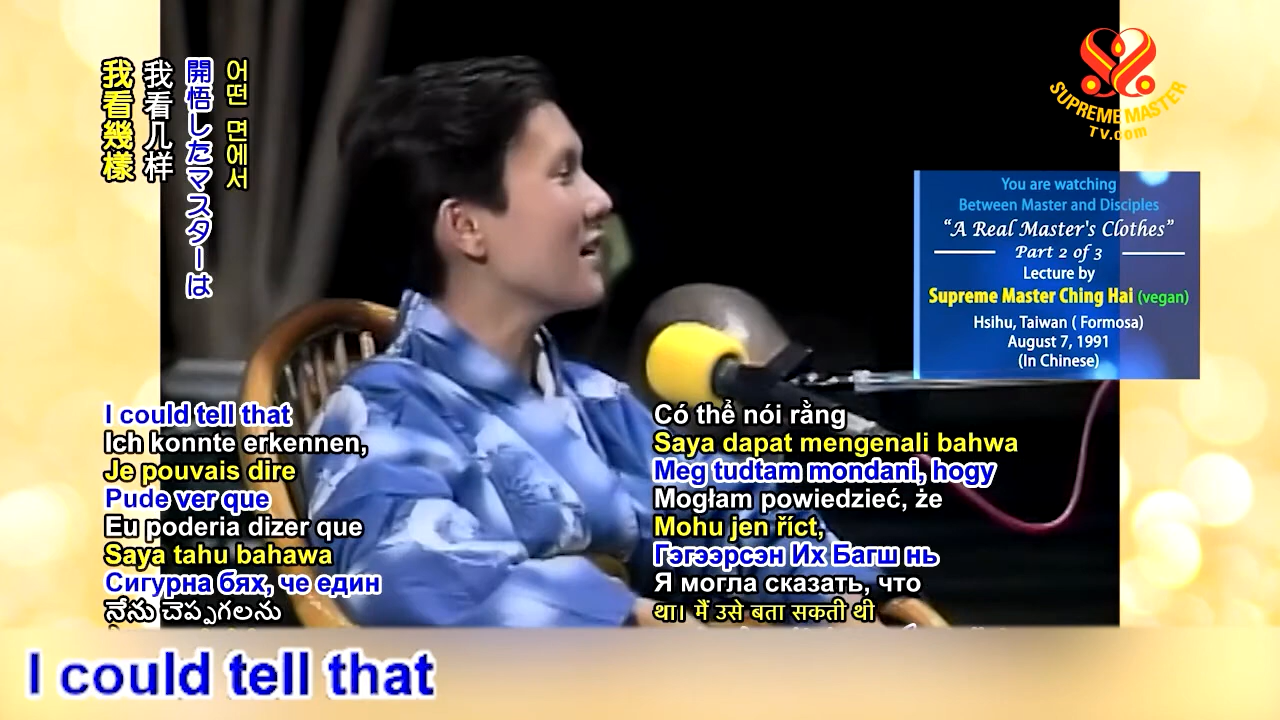 我看幾樣
我看几样
開悟したマスターは
어떤 면에서
SUPREME MASTER
TV.com
You are watching
Between Master and Disciples
“A Real Master's Clothes”
Part 2 of 3
Lecture by
Supreme Master Ching Hai (vegan)
Hsihu, Taiwan ( Formosa)
August 7, 1991
(In Chinese)
I could tell that
Ich konnte erkennen,
Je pouvais dire
Pude ver que
Eu poderia dizer que
Saya tahu bahawa
Сигурна бях, че един
నేను చెప్పగలను
Có thể nói rằng
Saya dapat mengenali bahwa
Meg tudtam mondani, hogy
Mogłam powiedzieć, że
Mohu jen říct,
Гэгээрсэн Их Багш нь
Я могла сказать, что
था। मैं उसे बता सकती थी
I could tell that